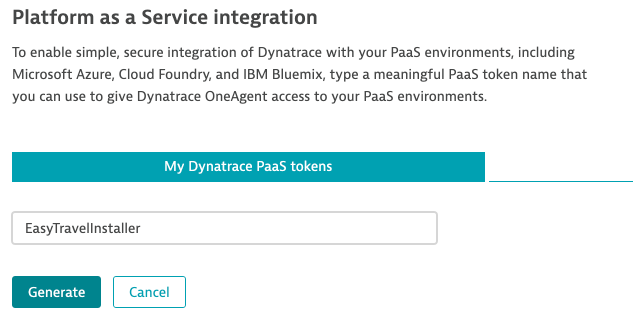 Platform as a Service integration
To enable simple, secure integration of Dynatrace with your PaaS environments, including
Microsoft Azure, Cloud Foundry, and IBM Bluemix, type a meaningful PaaS token name that
you can use to give Dynatrace OneAgent access to your PaaS environments.
My Dynatrace PaaS tokens
EasyTravelInstaller
Generate Cancel